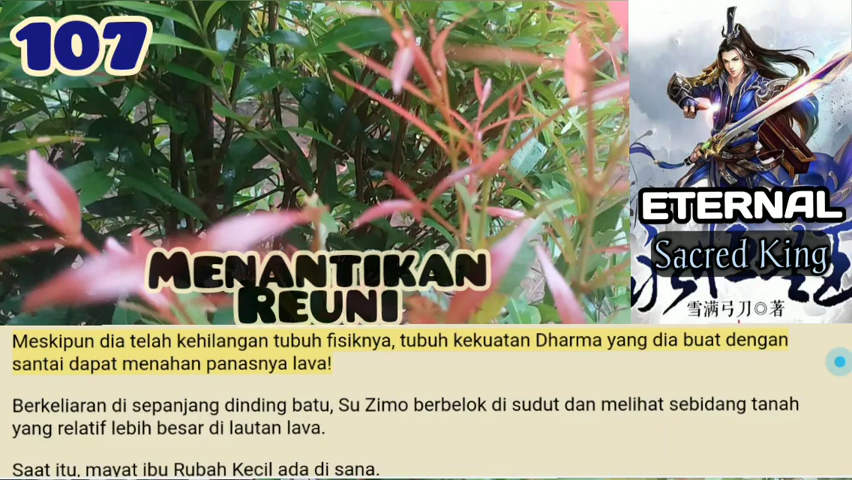 107
ETERNAL
Sacred King
雪满弓刀◎著
MENANTIKAN
REUNI
Meskipun dia telah kehilangan tubuh fisiknya, tubuh kekuatan Dharma yang dia buat dengan
santai dapat menahan panasnya lava!
Berkeliaran di sepanjang dinding batu, Su Zimo berbelok di sudut dan melihat sebidang tanah
yang relatif lebih besar di lautan lava.
Saat itu, mayat ibu Rubah Kecil ada di sana.